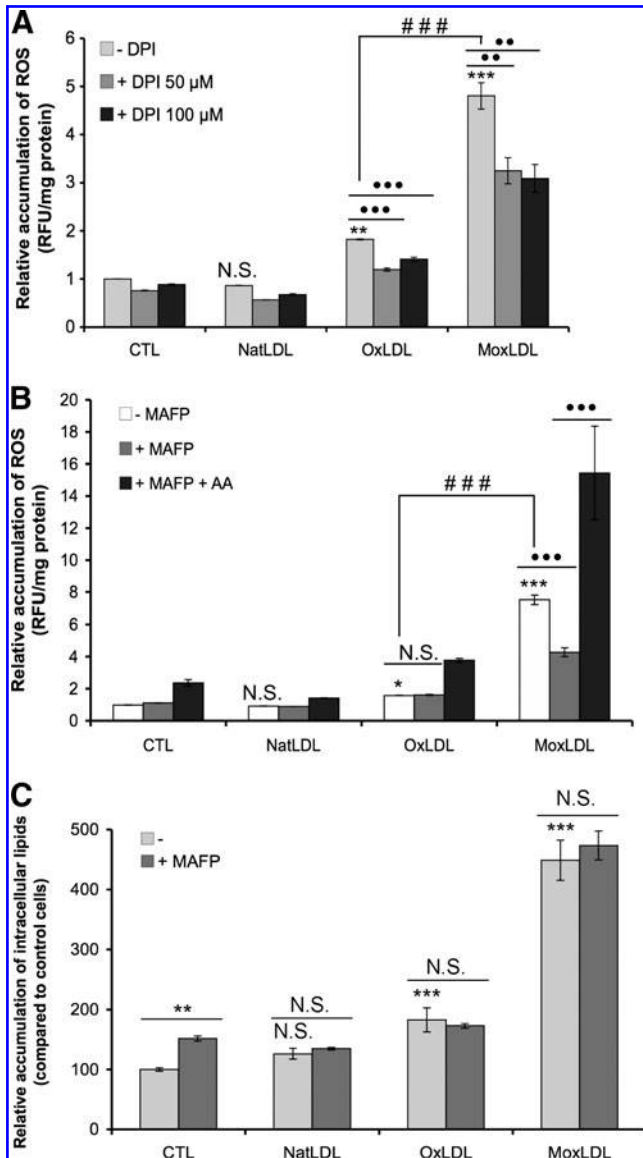 A
Relative accumulation of ROS
(RFU/mg protein)
6
5
4
3
2
1
0
- DPI
+ DPI 50 µM
+ DPI 100 µM
# # #
●●
●●
***
●●●
●●●
**
N.S.
CTL NatLDL OxLDL MoxLDL
B
Relative accumulation of ROS
(RFU/mg protein)
20
18
16
14
12
10
8
6
4
2
0
- MAFP
+ MAFP
+ MAFP + AA
●●●
# # #
●●●
***
N.S.
*
N.S.
CTL NatLDL OxLDL MoxLDL
C
Relative accumulation of intracellular lipids
(compared to control cells)
500
400
300
200
100
0
-
+ MAFP
N.S.
***
N.S.
***
N.S.
N.S.
**
CTL NatLDL OxLDL MoxLDL